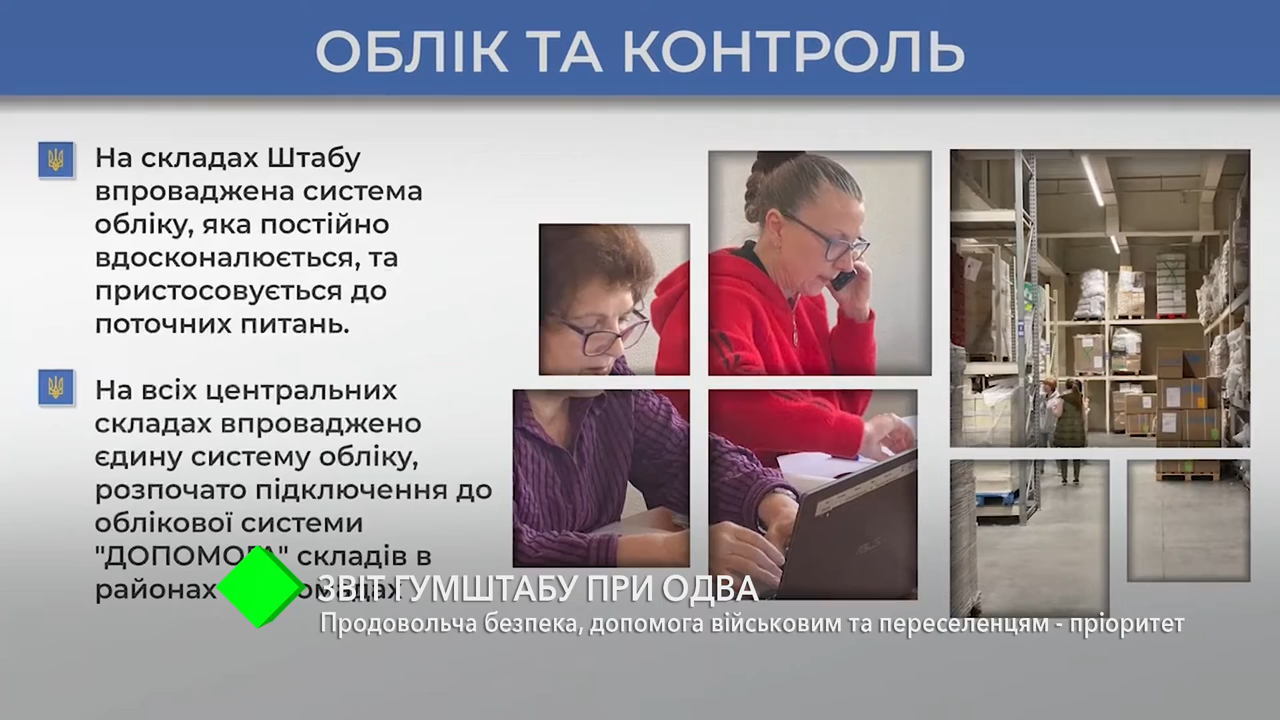 ОБЛІК ТА КОНТРОЛЬ
На складах Штабу
впроваджена система
обліку, яка постійно
вдосконалюється, та
пристосовується до
поточних питань.
На всіх центральних
складах впроваджено
єдину систему обліку,
розпочато підключення до
облікової системи
"ДОПОМОГА" складів в
районах
ЗВІТ ГУМШТАБУ ПРИ ОДВА
Продовольча безпека, допомога військовим та переселенцям - пріоритет
ASUS